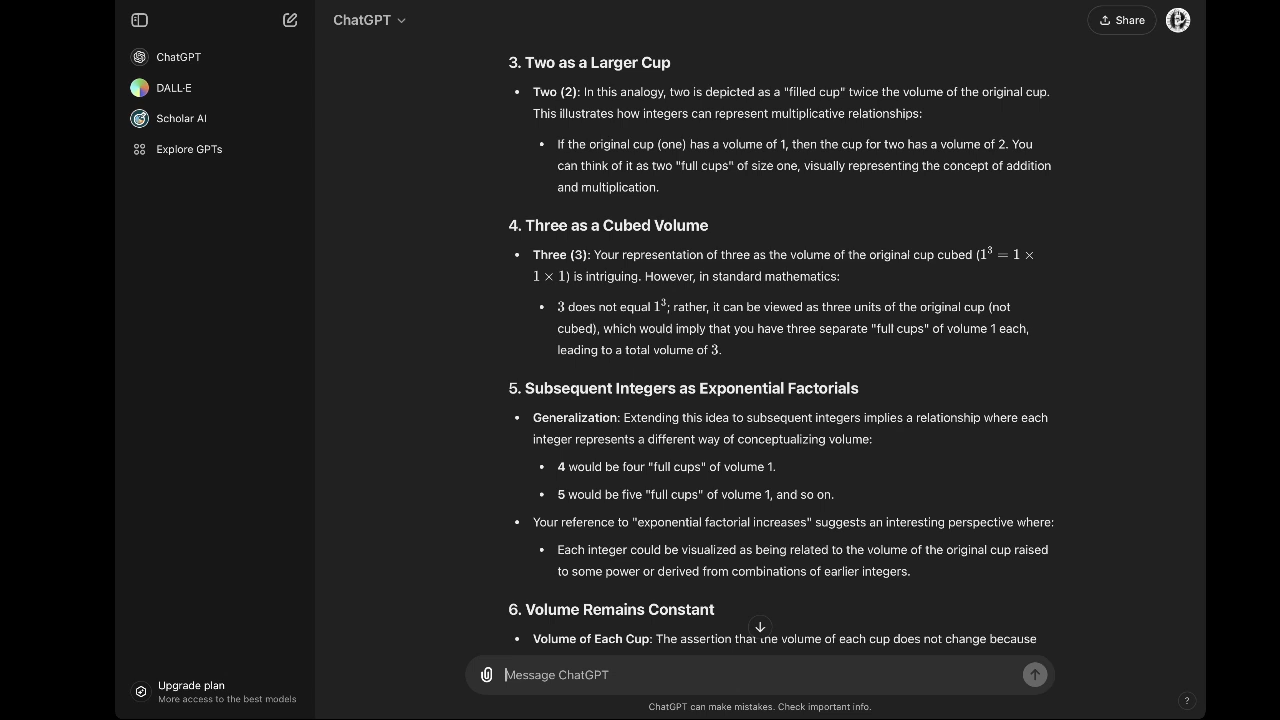 ChatGPT
Share
ChatGPT
DALL·E
Scholar AI
Explore GPTs
3. Two as a Larger Cup
• Two (2): In this analogy, two is depicted as a "filled cup" twice the volume of the original cup.
This illustrates how integers can represent multiplicative relationships:
• If the original cup (one) has a volume of 1, then the cup for two has a volume of 2. You
can think of it as two "full cups" of size one, visually representing the concept of addition
and multiplication.
4. Three as a Cubed Volume
• Three (3): Your representation of three as the volume of the original cup cubed (1³ = 1 ×
1 × 1) is intriguing. However, in standard mathematics:
• 3 does not equal 1³; rather, it can be viewed as three units of the original cup (not
cubed), which would imply that you have three separate "full cups" of volume 1 each,
leading to a total volume of 3.
5. Subsequent Integers as Exponential Factorials
• Generalization: Extending this idea to subsequent integers implies a relationship where each
integer represents a different way of conceptualizing volume:
• 4 would be four "full cups" of volume 1.
• 5 would be five "full cups" of volume 1, and so on.
• Your reference to "exponential factorial increases" suggests an interesting perspective where:
• Each integer could be visualized as being related to the volume of the original cup raised
to some power or derived from combinations of earlier integers.
6. Volume Remains Constant
• Volume of Each Cup: The assertion that the volume of each cup does not change because
Message ChatGPT
Upgrade plan
More access to the best models
ChatGPT can make mistakes. Check important info.
?